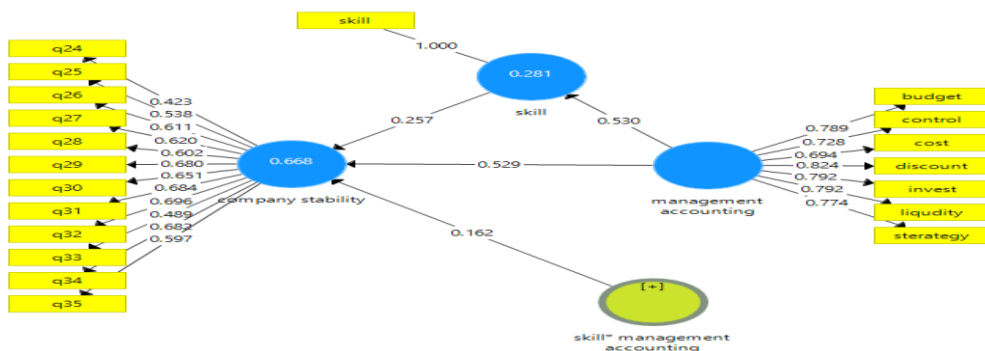 skill
q24
q25
q26
q27
q28
q29
q30
q31
q32
q33
q34
q35
0.423
0.538
0.611
0.620
0.602
0.680
0.651
0.684
0.696
0.489
0.682
0.597
0.668
company stability
1.000
0.281
skill
0.257
0.530
0.529
0.162
management
accounting
[+]
skill* management
accounting
0.789
0.728
0.694
0.824
0.792
0.792
0.774
budget
control
cost
discount
invest
liqudity
sterategy